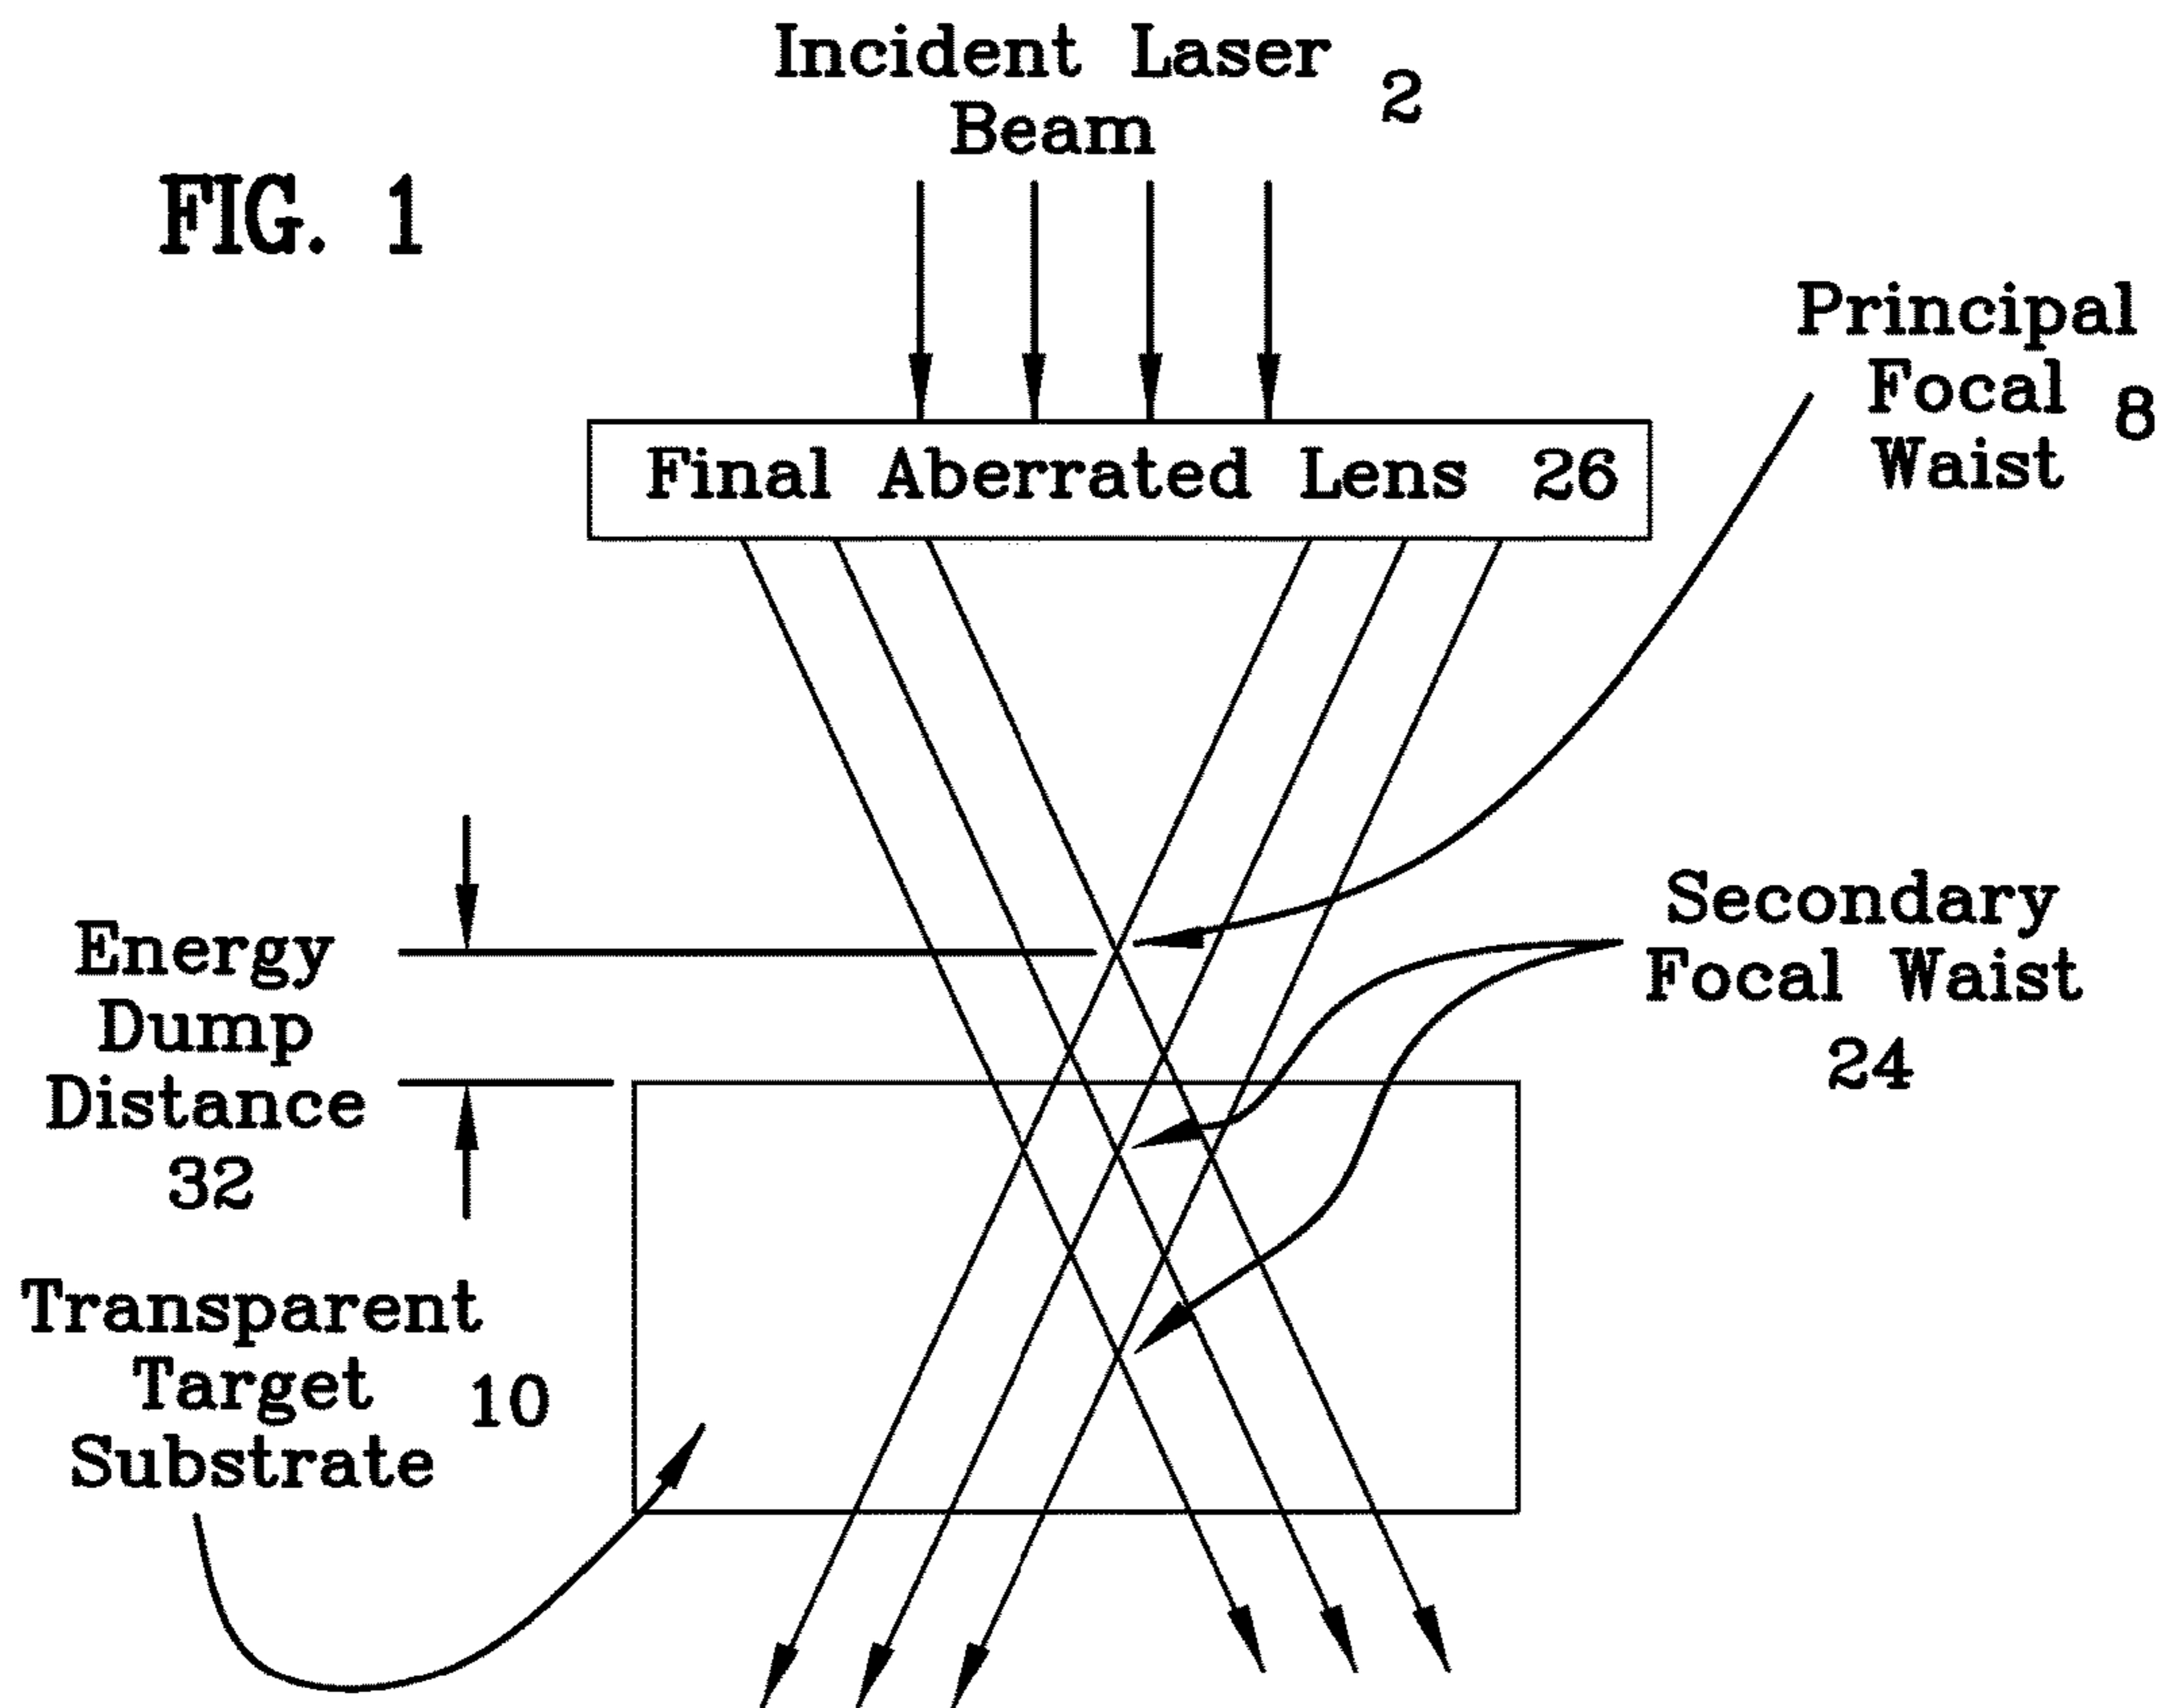 Incident Laser
Beam 2
FIG. 1
Principal
Focal 8
Waist
Final Aberrated Lens 26
Secondary
Focal Waist
24
Energy
Dump
Distance
32
Transparent
Target 10
Substrate